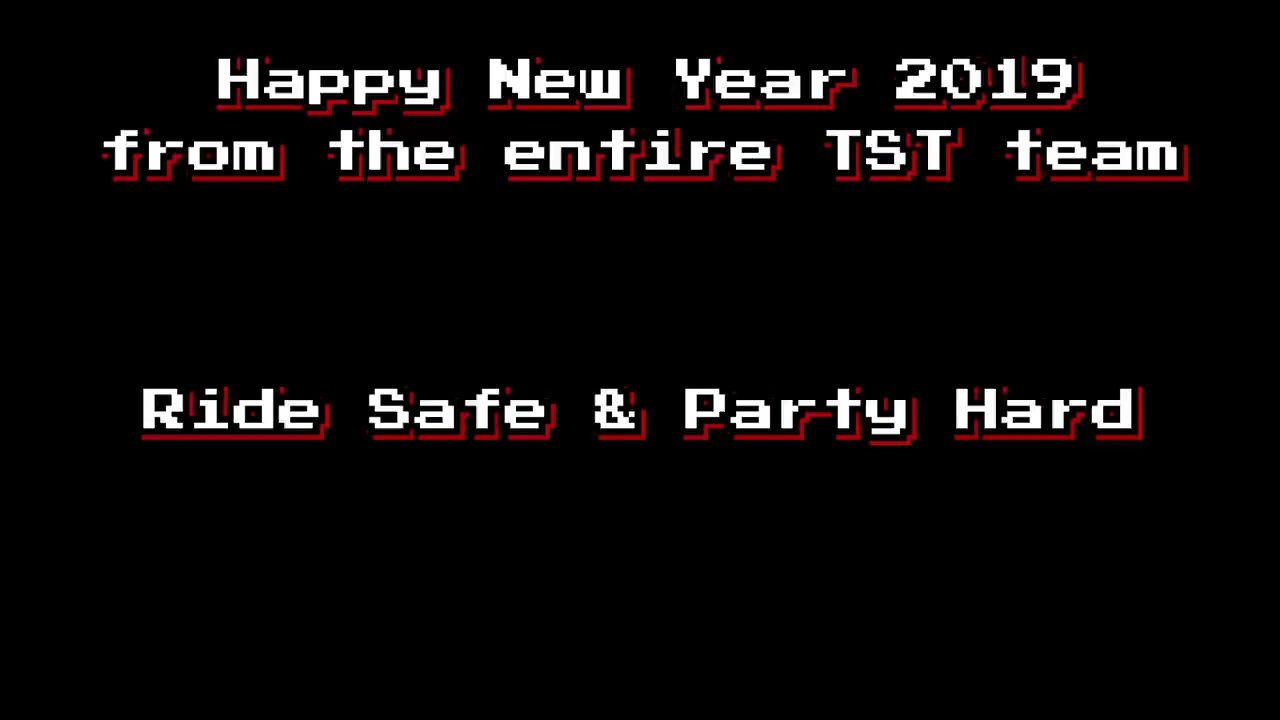 Happy New Year 2019
from the entire TST team
Ride Safe & Party Hard